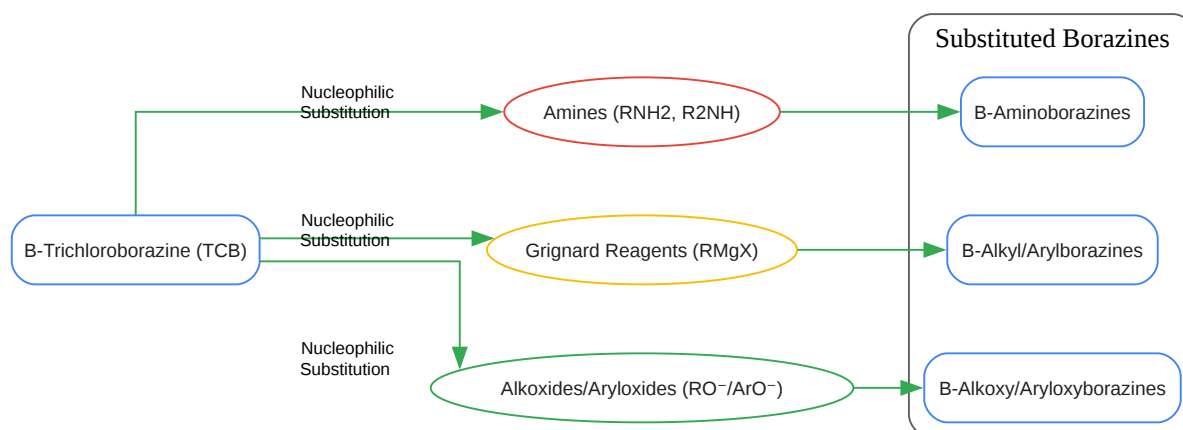 Substituted Borazines
Nucleophilic
Substitution
Amines (RNH2, R2NH)
B-Aminoborazines
B-Trichloroborazine (TCB)
Nucleophilic
Substitution
Grignard Reagents (RMgX)
B-Alkyl/Arylborazines
Nucleophilic
Substitution
Alkoxides/Aryloxides (RO⁻/ArO⁻)
B-Alkoxy/Aryloxyborazines